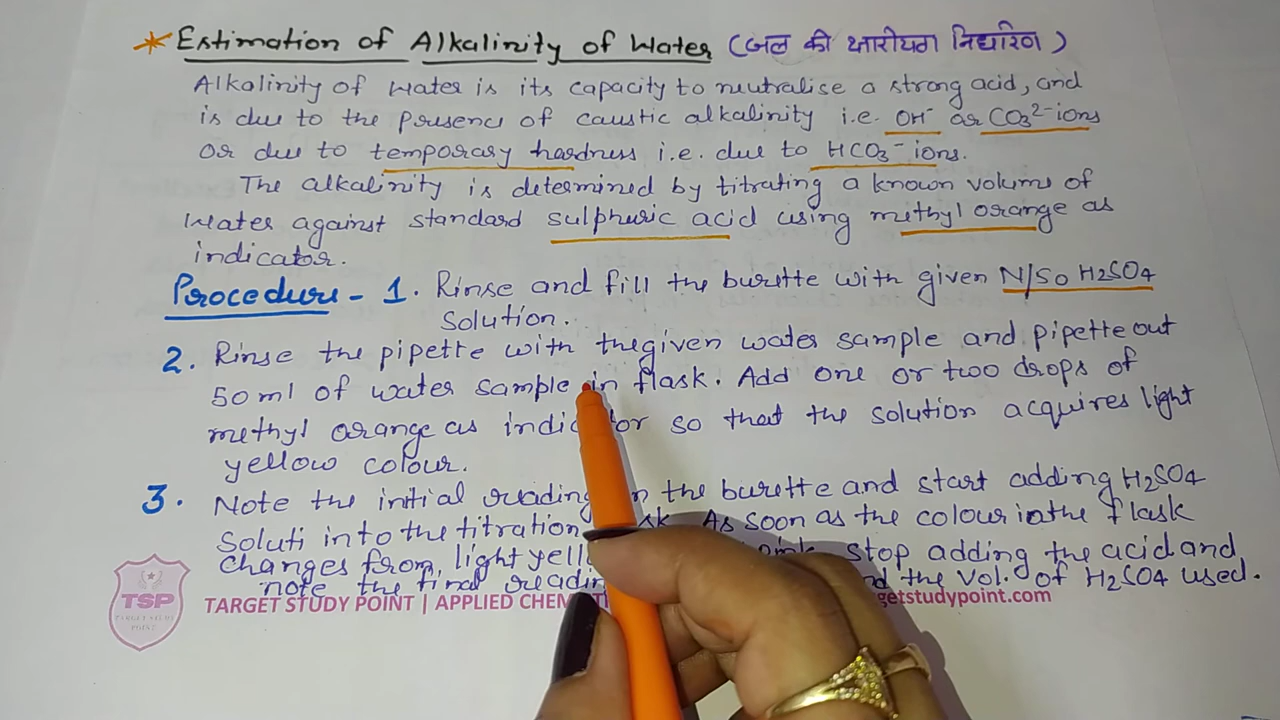 * Estimation of Alkalinity of Water (जल की क्षारीयता निर्धारण)
Alkalinity of water is its capacity to neutralise a strong acid, and
is due to the presence of caustic alkalinity i.e. OH⁻ or CO₃²⁻ ions
or due to temporary hardness i.e. due to HCO₃⁻ ions.
The alkalinity is determined by titrating a known volume of
water against standard sulphuric acid using methyl orange as
indicator.
Procedure - 1. Rinse and fill the burette with given N/50 H₂SO₄
Solution.
2. Rinse the pipette with the given water sample and pipette out
50 ml of water sample in flask. Add one or two drops of
methyl orange as so that the solution acquires light
yellow colour.
3. Note the initial reading the burette and start adding H₂SO₄
Soluti into the titration As soon as the colour in the flask
changes from light stop adding the acid and
note the final the vol. of H₂SO₄ used.
TSP
TARGET STUDY POINT
TARGET STUDY POINT | APPLIED getstudypoint.com